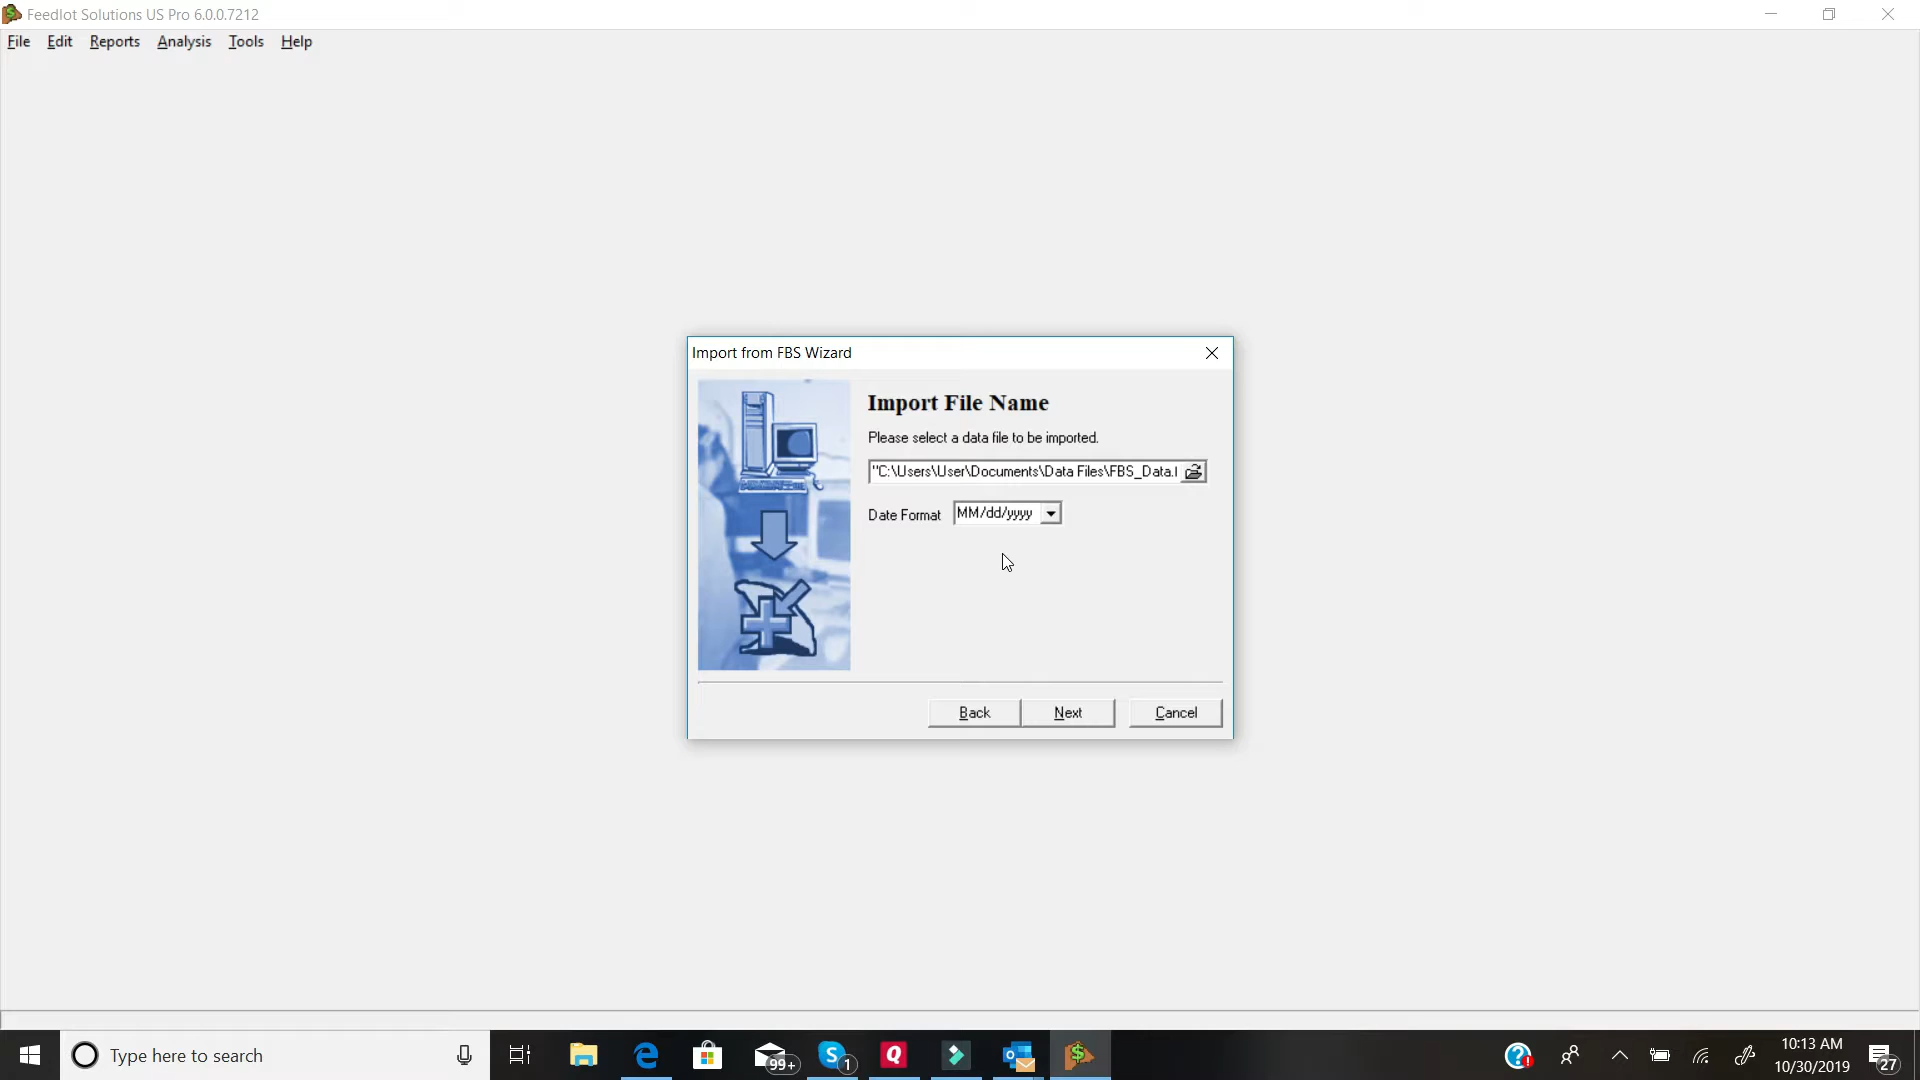 Feedlot Solutions US Pro 6.0.0.7212
File Edit Reports Analysis Tools Help
Import from FBS Wizard
Import File Name
Please select a data file to be imported.
"C:\Users\User\Documents\Data Files\FBS_Data.
Date Format MM/dd/yyyy
Back Next Cancel
Type here to search
99+
S 1
Q
10:13 AM
10/30/2019
27